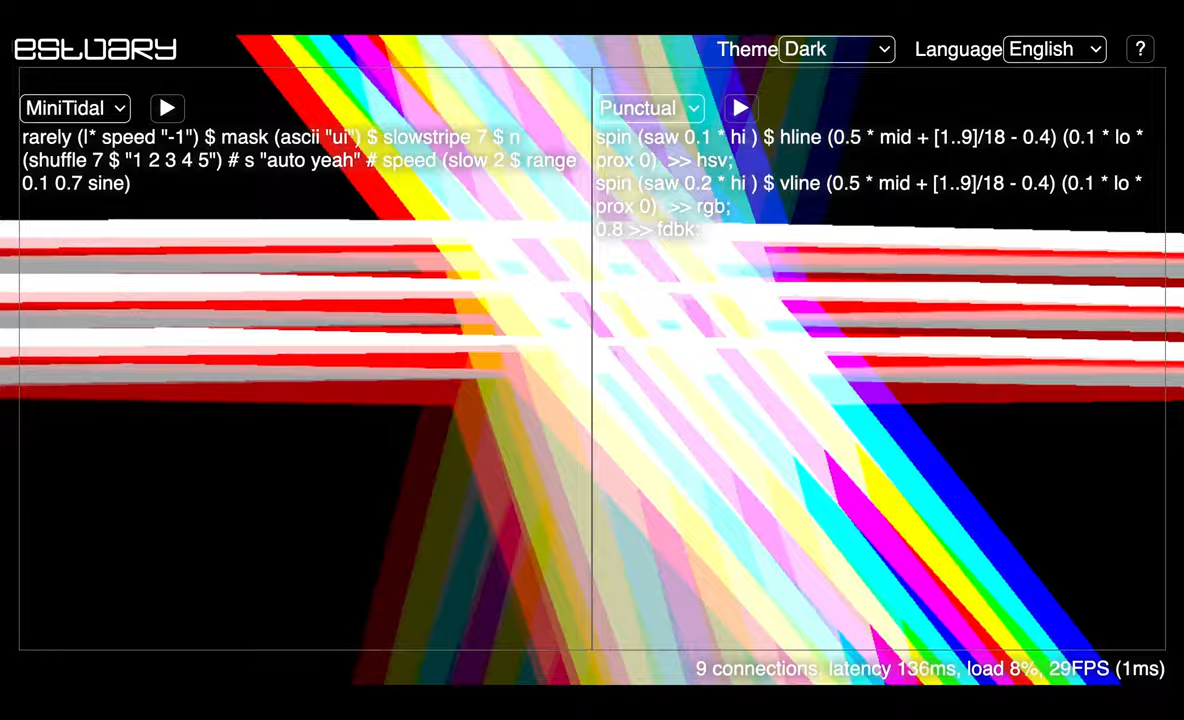 estuary
Theme Dark Language English ?
MiniTidal
rarely (|* speed "-1") $ mask (ascii "ui") $ slowstripe 7 $ n
(shuffle 7 $ "1 2 3 4 5") # s "auto yeah" # speed (slow 2 $ range
0.1 0.7 sine)
Punctual
spin (saw 0.1 * hi ) $ hline (0.5 * mid + [1..9]/18 - 0.4) (0.1 * lo *
prox 0) >> hsv;
spin (saw 0.2 * hi ) $ vline (0.5 * mid + [1..9]/18 - 0.4) (0.1 * lo *
prox 0) >> rgb;
0.8 >> fdbk;
9 connections, latency 136ms, load 8%, 29FPS (1ms)